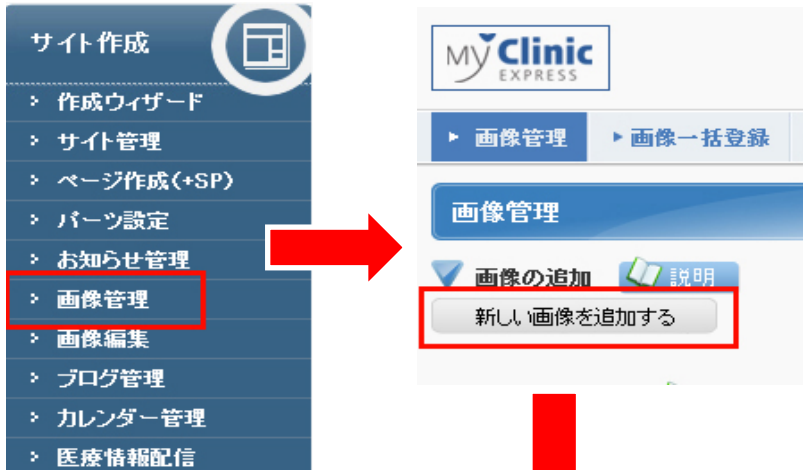 サイト作成
作成ウィザード
サイト管理
ページ作成(+SP)
パーツ設定
お知らせ管理
画像管理
画像編集
ブログ管理
カレンダー管理
医療情報配信
My Clinic
EXPRESS
画像管理
画像一括登録
画像管理
画像の追加 説明
新しい画像を追加する